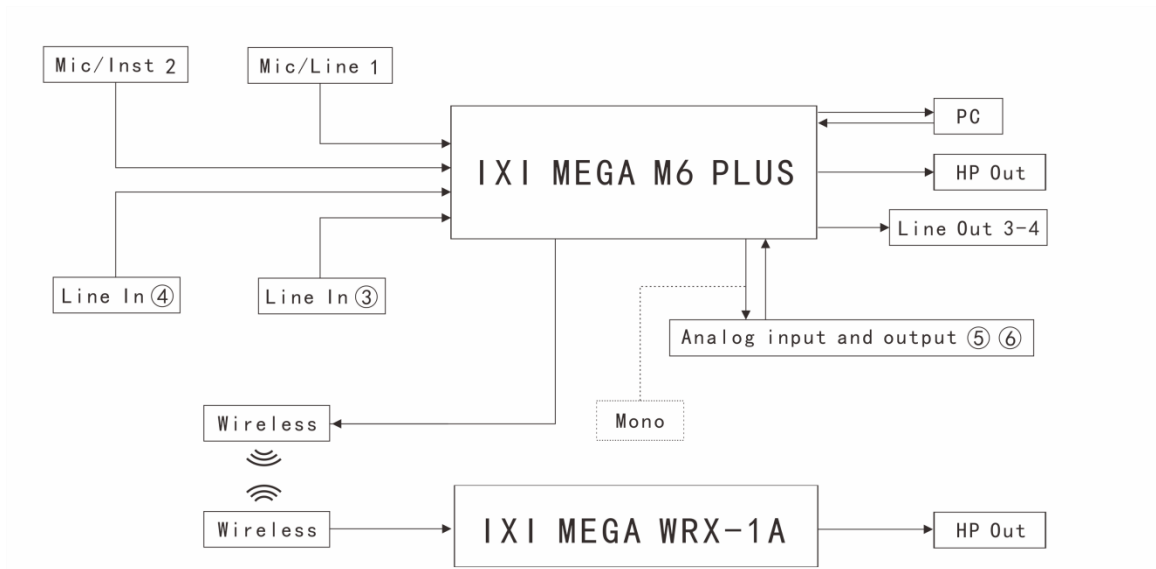 Mic/Inst 2
Mic/Line 1
IXI MEGA M6 PLUS
PC
HP Out
Line Out 3-4
Line In ④
Line In ③
Analog input and output ⑤ ⑥
Mono
Wireless
Wireless
IXI MEGA WRX-1A
HP Out